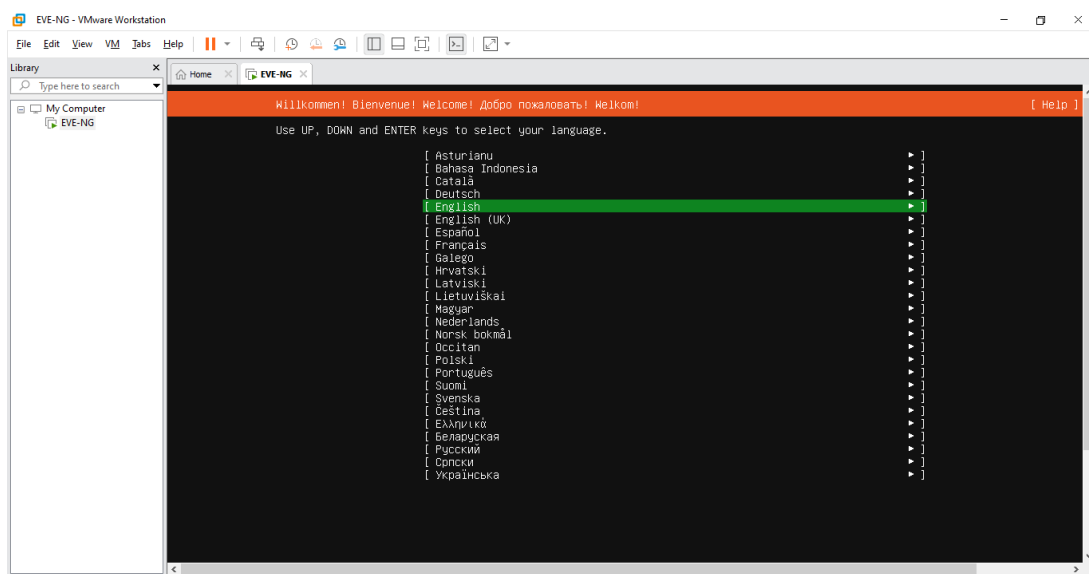 EVE-NG - VMware Workstation
File Edit View VM Tabs Help
Library
Type here to search
My Computer
EVE-NG
Home
EVE-NG
Willkommen! Bienvenue! Welcome! Добро пожаловать! Welkom! [ Help ]
Use UP, DOWN and ENTER keys to select your language.
[ Asturianu ► ]
[ Bahasa Indonesia ► ]
[ Català ► ]
[ Deutsch ► ]
[ English ► ]
[ English (UK) ► ]
[ Español ► ]
[ Français ► ]
[ Galego ► ]
[ Hrvatski ► ]
[ Latviski ► ]
[ Lietuviškai ► ]
[ Magyar ► ]
[ Nederlands ► ]
[ Norsk bokmål ► ]
[ Occitan ► ]
[ Polski ► ]
[ Português ► ]
[ Suomi ► ]
[ Svenska ► ]
[ Čeština ► ]
[ Ελληνικά ► ]
[ Беларуская ► ]
[ Русский ► ]
[ Српски ► ]
[ Українська ► ]